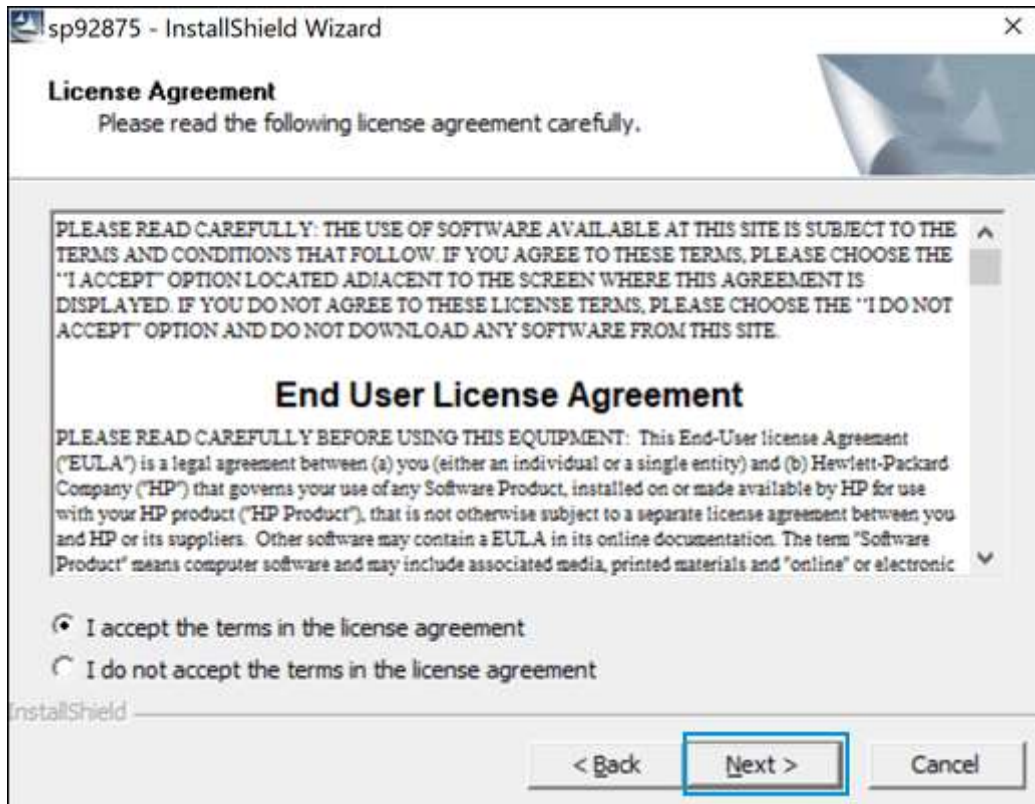 sp92875 - InstallShield Wizard
License Agreement
Please read the following license agreement carefully.
PLEASE READ CAREFULLY: THE USE OF SOFTWARE AVAILABLE AT THIS SITE IS SUBJECT TO THE
TERMS AND CONDITIONS THAT FOLLOW. IF YOU AGREE TO THESE TERMS, PLEASE CHOOSE THE
''I ACCEPT'' OPTION LOCATED ADJACENT TO THE SCREEN WHERE THIS AGREEMENT IS
DISPLAYED. IF YOU DO NOT AGREE TO THESE LICENSE TERMS, PLEASE CHOOSE THE ''I DO NOT
ACCEPT'' OPTION AND DO NOT DOWNLOAD ANY SOFTWARE FROM THIS SITE.
End User License Agreement
PLEASE READ CAREFULLY BEFORE USING THIS EQUIPMENT: This End-User license Agreement
("EULA") is a legal agreement between (a) you (either an individual or a single entity) and (b) Hewlett-Packard
Company ("HP") that governs your use of any Software Product, installed on or made available by HP for use
with your HP product ("HP Product"), that is not otherwise subject to a separate license agreement between you
and HP or its suppliers. Other software may contain a EULA in its online documentation. The term "Software
Product" means computer software and may include associated media, printed materials and "online" or electronic
I accept the terms in the license agreement
I do not accept the terms in the license agreement
InstallShield
< Back Next > Cancel